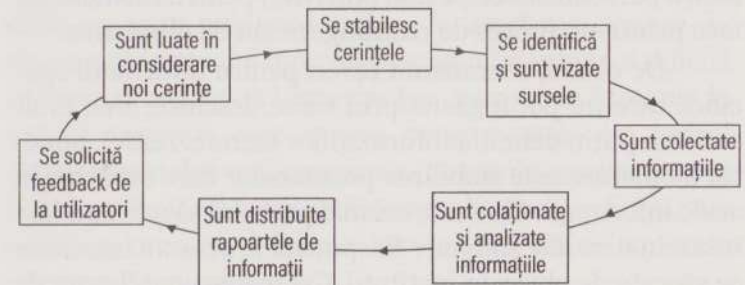 Se stabilesc
cerințele
Se identifică
și sunt vizate
sursele
Sunt colectate
informațiile
Sunt colaționate
și analizate
informațiile
Sunt distribuite
rapoartele de
informații
Se solicită
feedback de
la utilizatori
Sunt luate în
considerare
noi cerințe